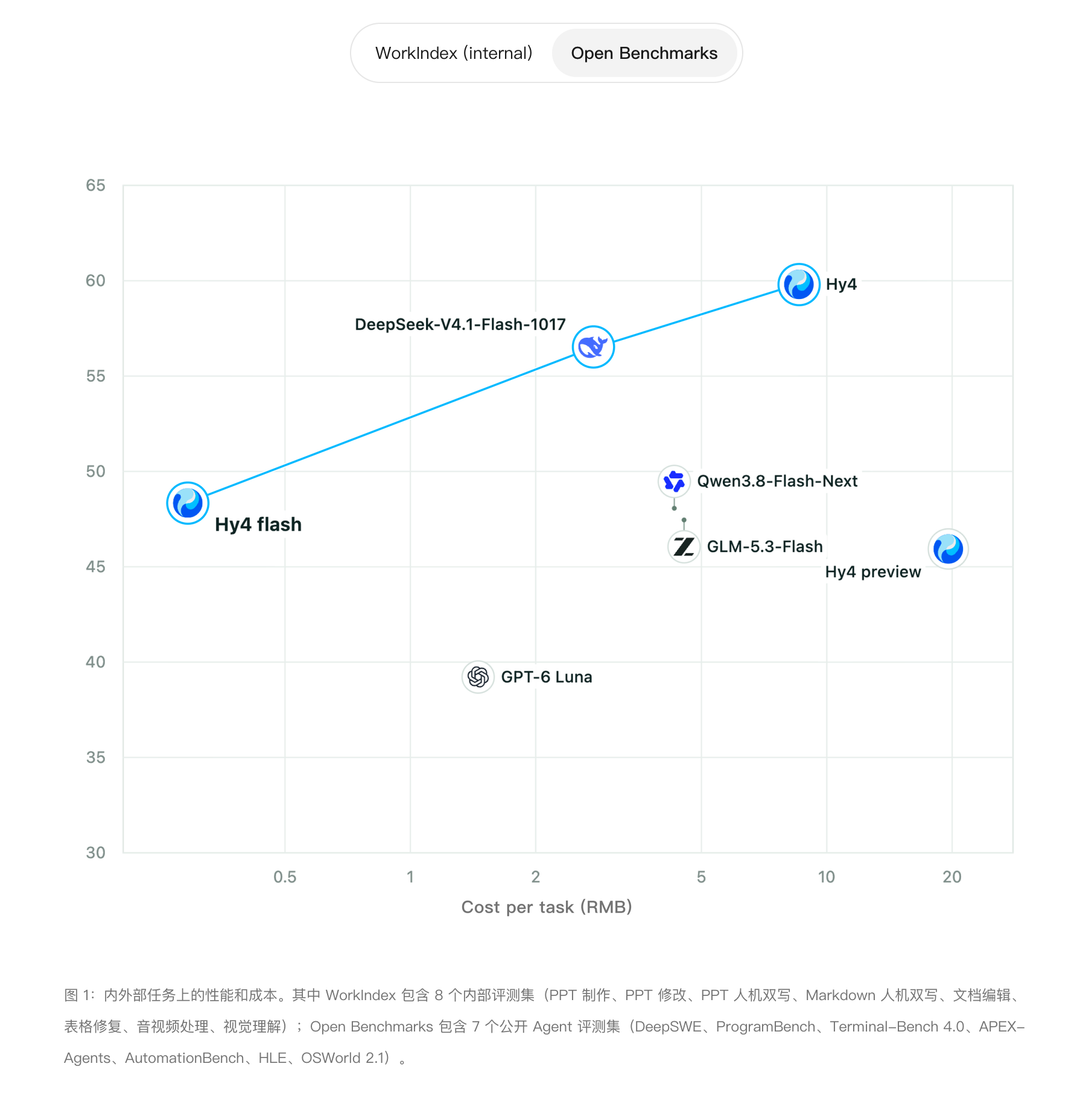 WorkIndex (internal)
Open Benchmarks
65
60
55
50
45
40
35
30
Hy4
DeepSeek-V4.1-Flash-1017
Qwen3.8-Flash-Next
Hy4 flash
GLM-5.3-Flash
Hy4 preview
GPT-6 Luna
0.5
1
2
5
10
20
Cost per task (RMB)
图 1：内外部任务上的性能和成本。其中 WorkIndex 包含 8 个内部评测集（PPT 制作、PPT 修改、PPT 人机双写、Markdown 人机双写、文档编辑、
表格修复、音视频处理、视觉理解）；Open Benchmarks 包含 7 个公开 Agent 评测集（DeepSWE、ProgramBench、Terminal-Bench 4.0、APEX-
Agents、AutomationBench、HLE、OSWorld 2.1）。